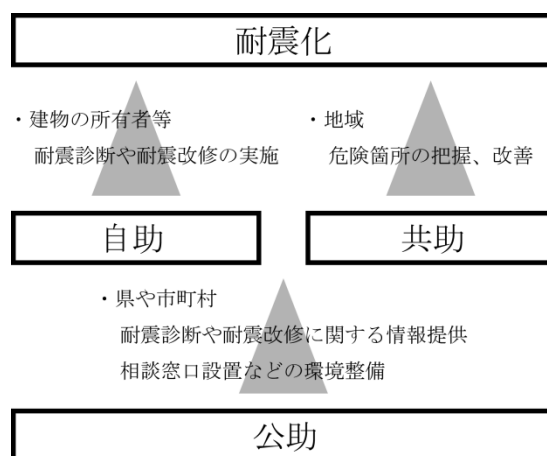 耐震化
・建物の所有者等
耐震診断や耐震改修の実施
・地域
危険箇所の把握、改善
自助
共助
・県や市町村
耐震診断や耐震改修に関する情報提供
相談窓口設置などの環境整備
公助